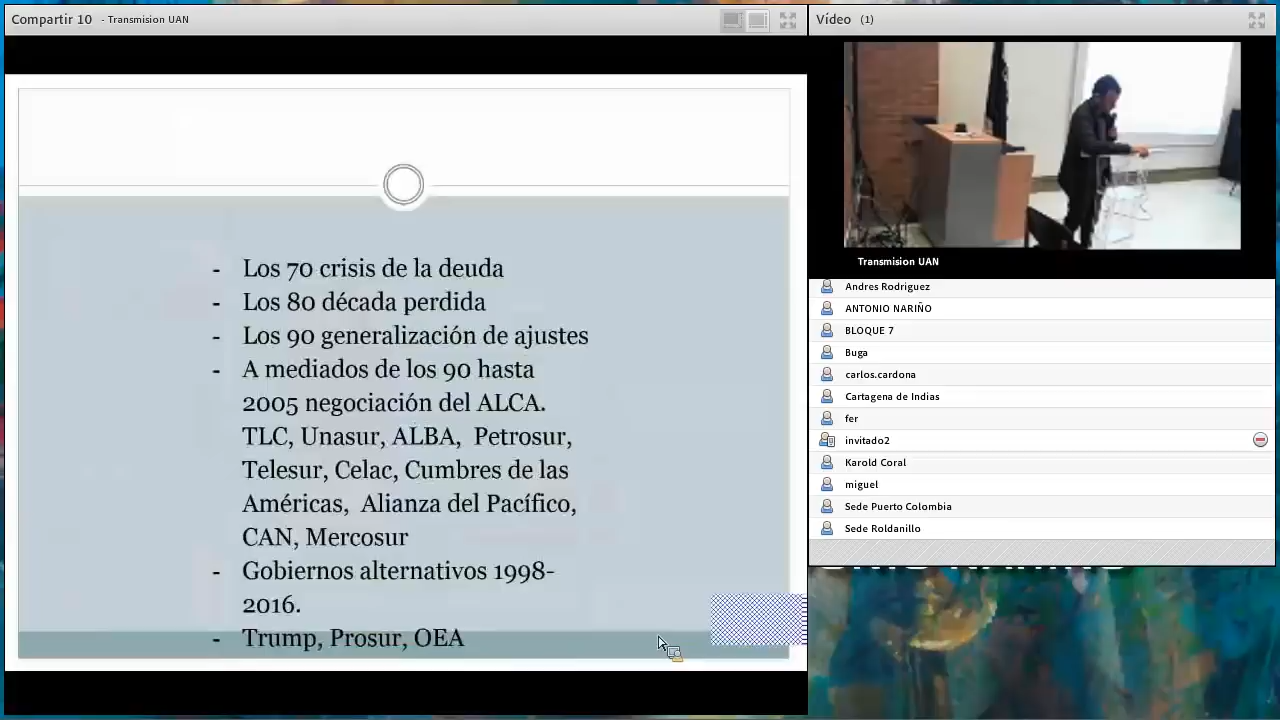 Compartir 10 - Transmision UAN
- Los 70 crisis de la deuda
- Los 80 década perdida
- Los 90 generalización de ajustes
- A mediados de los 90 hasta
2005 negociación del ALCA.
TLC, Unasur, ALBA, Petrosur,
Telesur, Celac, Cumbres de las
Américas, Alianza del Pacífico,
CAN, Mercosur
- Gobiernos alternativos 1998-
2016.
- Trump, Prosur, OEA
Vídeo (1)
Transmision UAN
Andres Rodriguez
ANTONIO NARIÑO
BLOQUE 7
Buga
carlos.cardona
Cartagena de Indias
fer
invitado2
Karold Coral
miguel
Sede Puerto Colombia
Sede Roldanillo